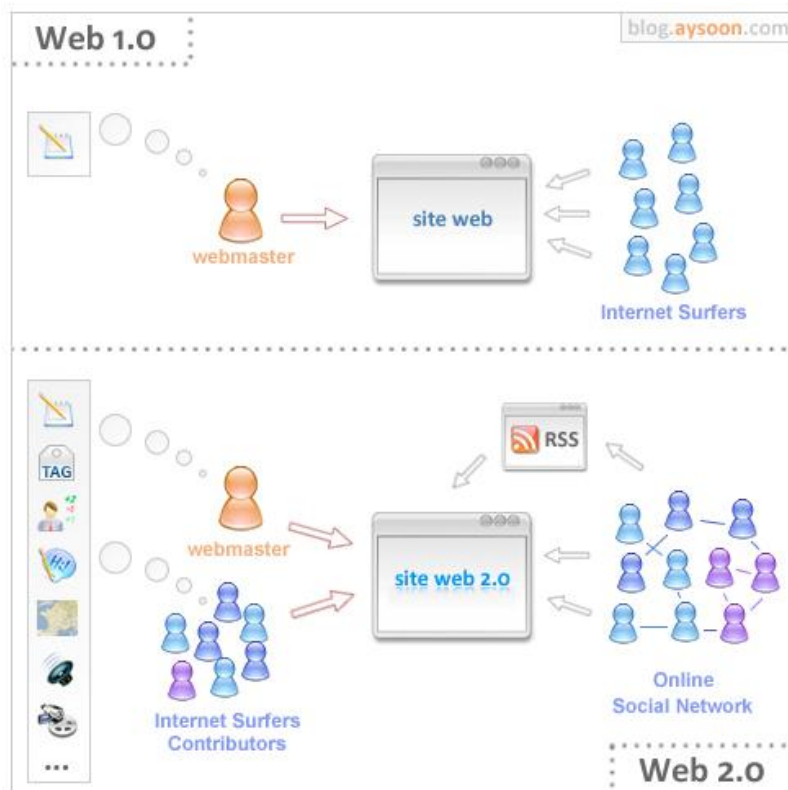 Web 1.0
blog.aysoon.com
site web
webmaster
Internet Surfers
TAG
RSS
Hi!
webmaster
site web 2.0
Internet Surfers
Contributors
Online
Social Network
...
Web 2.0